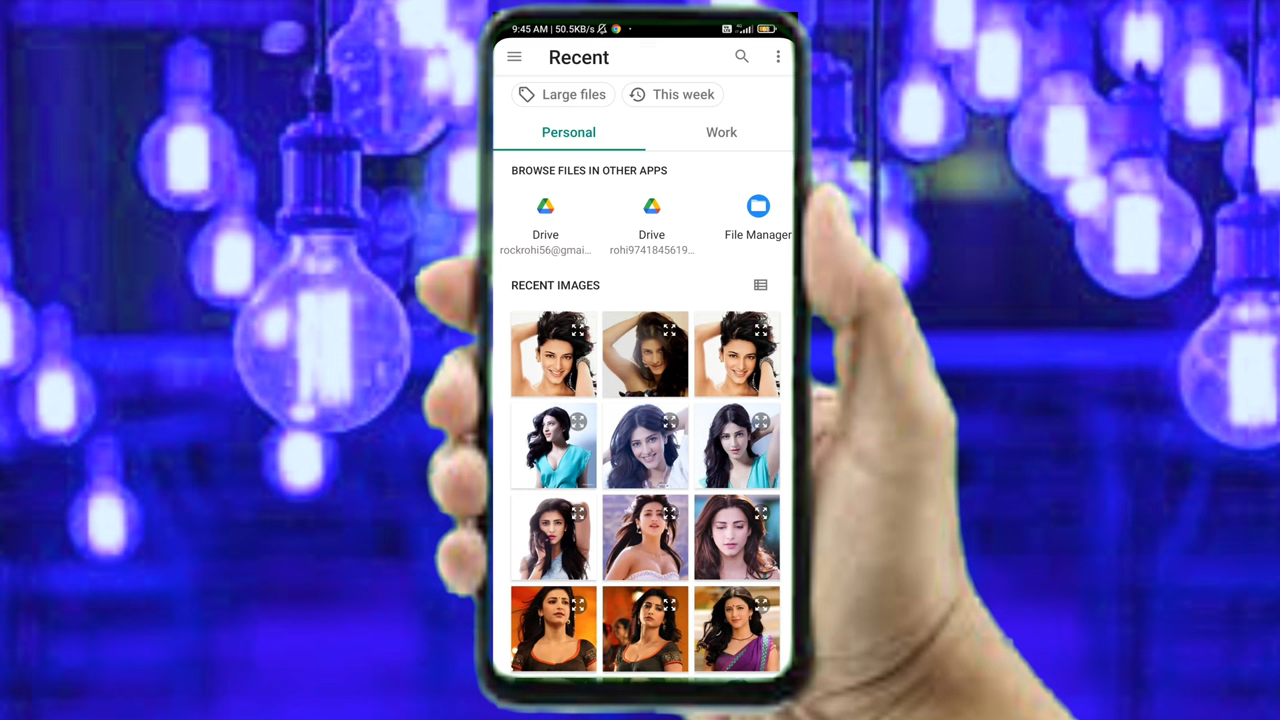 9:45 AM | 50.5KB/s
Recent
Large files
This week
Personal
Work
BROWSE FILES IN OTHER APPS
Drive
Drive
File Manager
rockrohi56@gmai...
rohi9741845619...
RECENT IMAGES